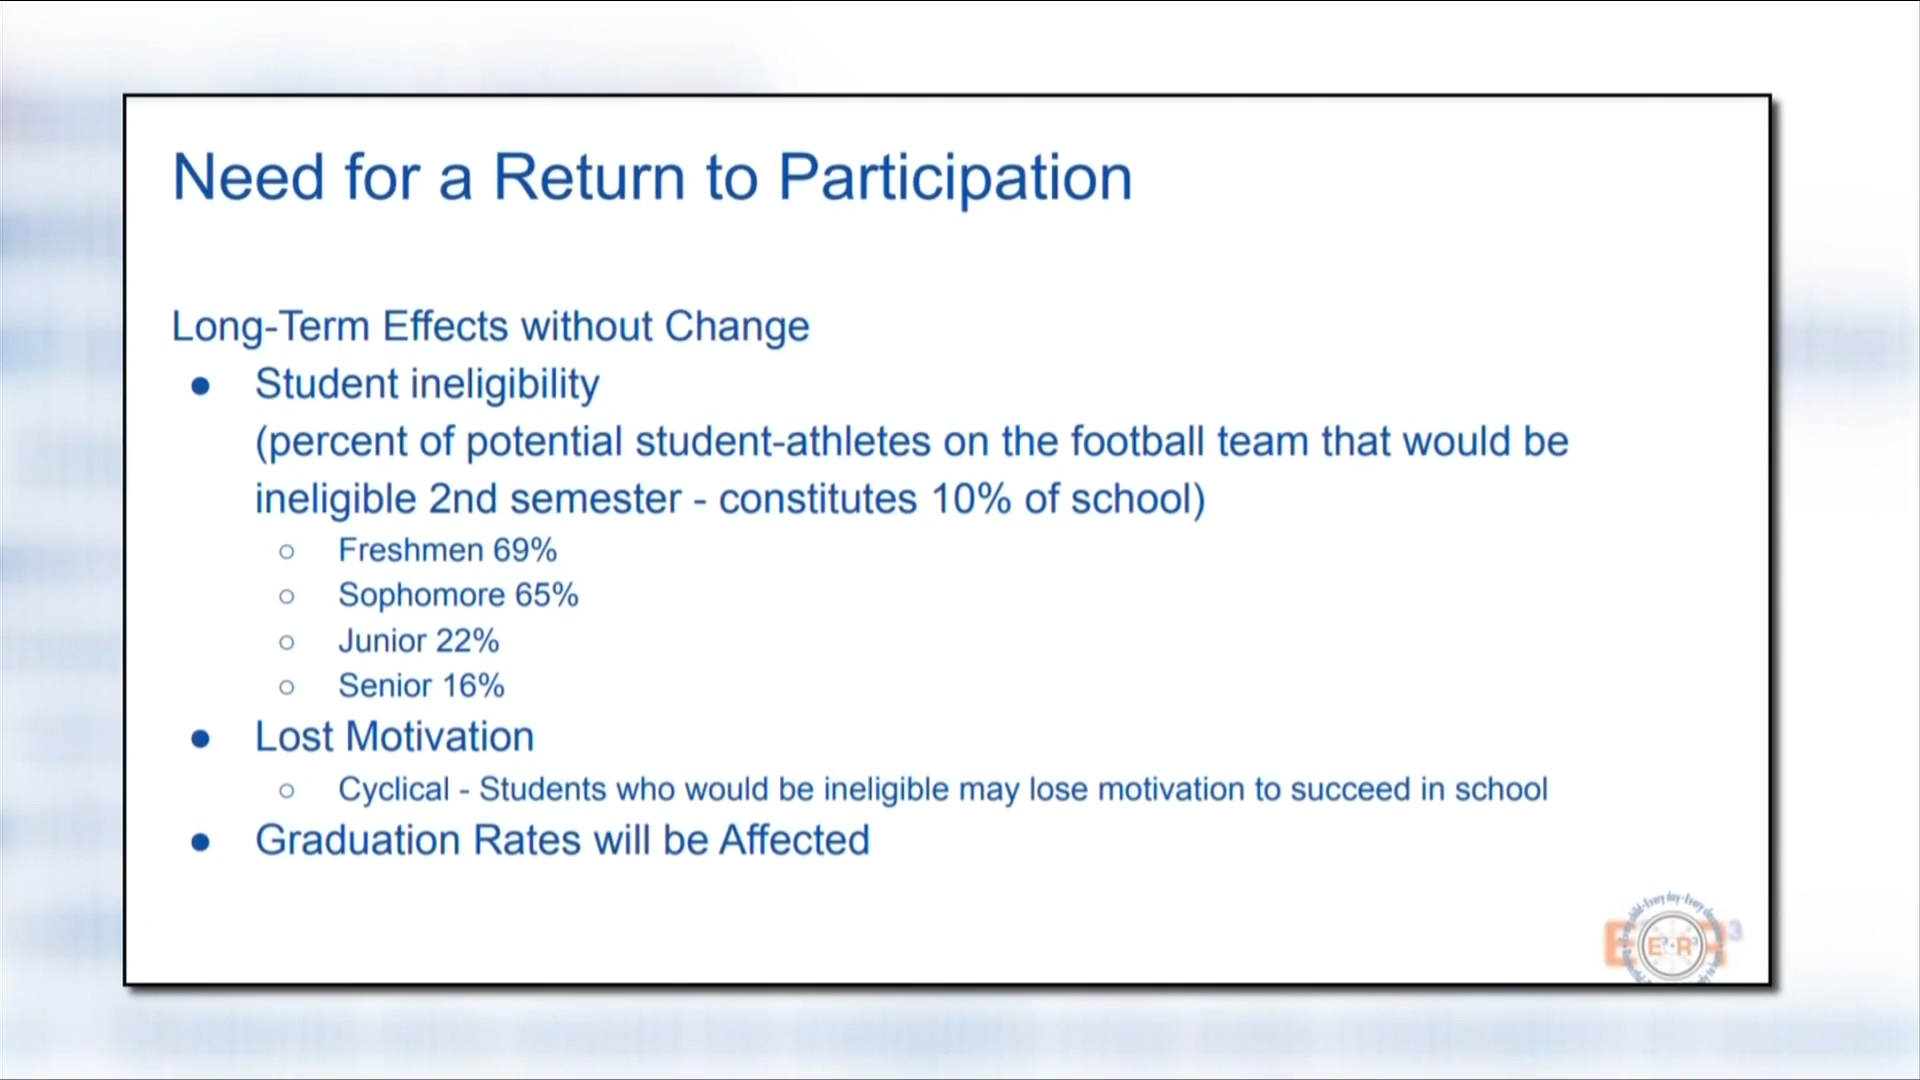 Need for a Return to Participation
Long-Term Effects without Change
● Student ineligibility
(percent of potential student-athletes on the football team that would be
ineligible 2nd semester - constitutes 10% of school)
○ Freshmen 69%
○ Sophomore 65%
○ Junior 22%
○ Senior 16%
● Lost Motivation
○ Cyclical - Students who would be ineligible may lose motivation to succeed in school
● Graduation Rates will be Affected
E³·R³